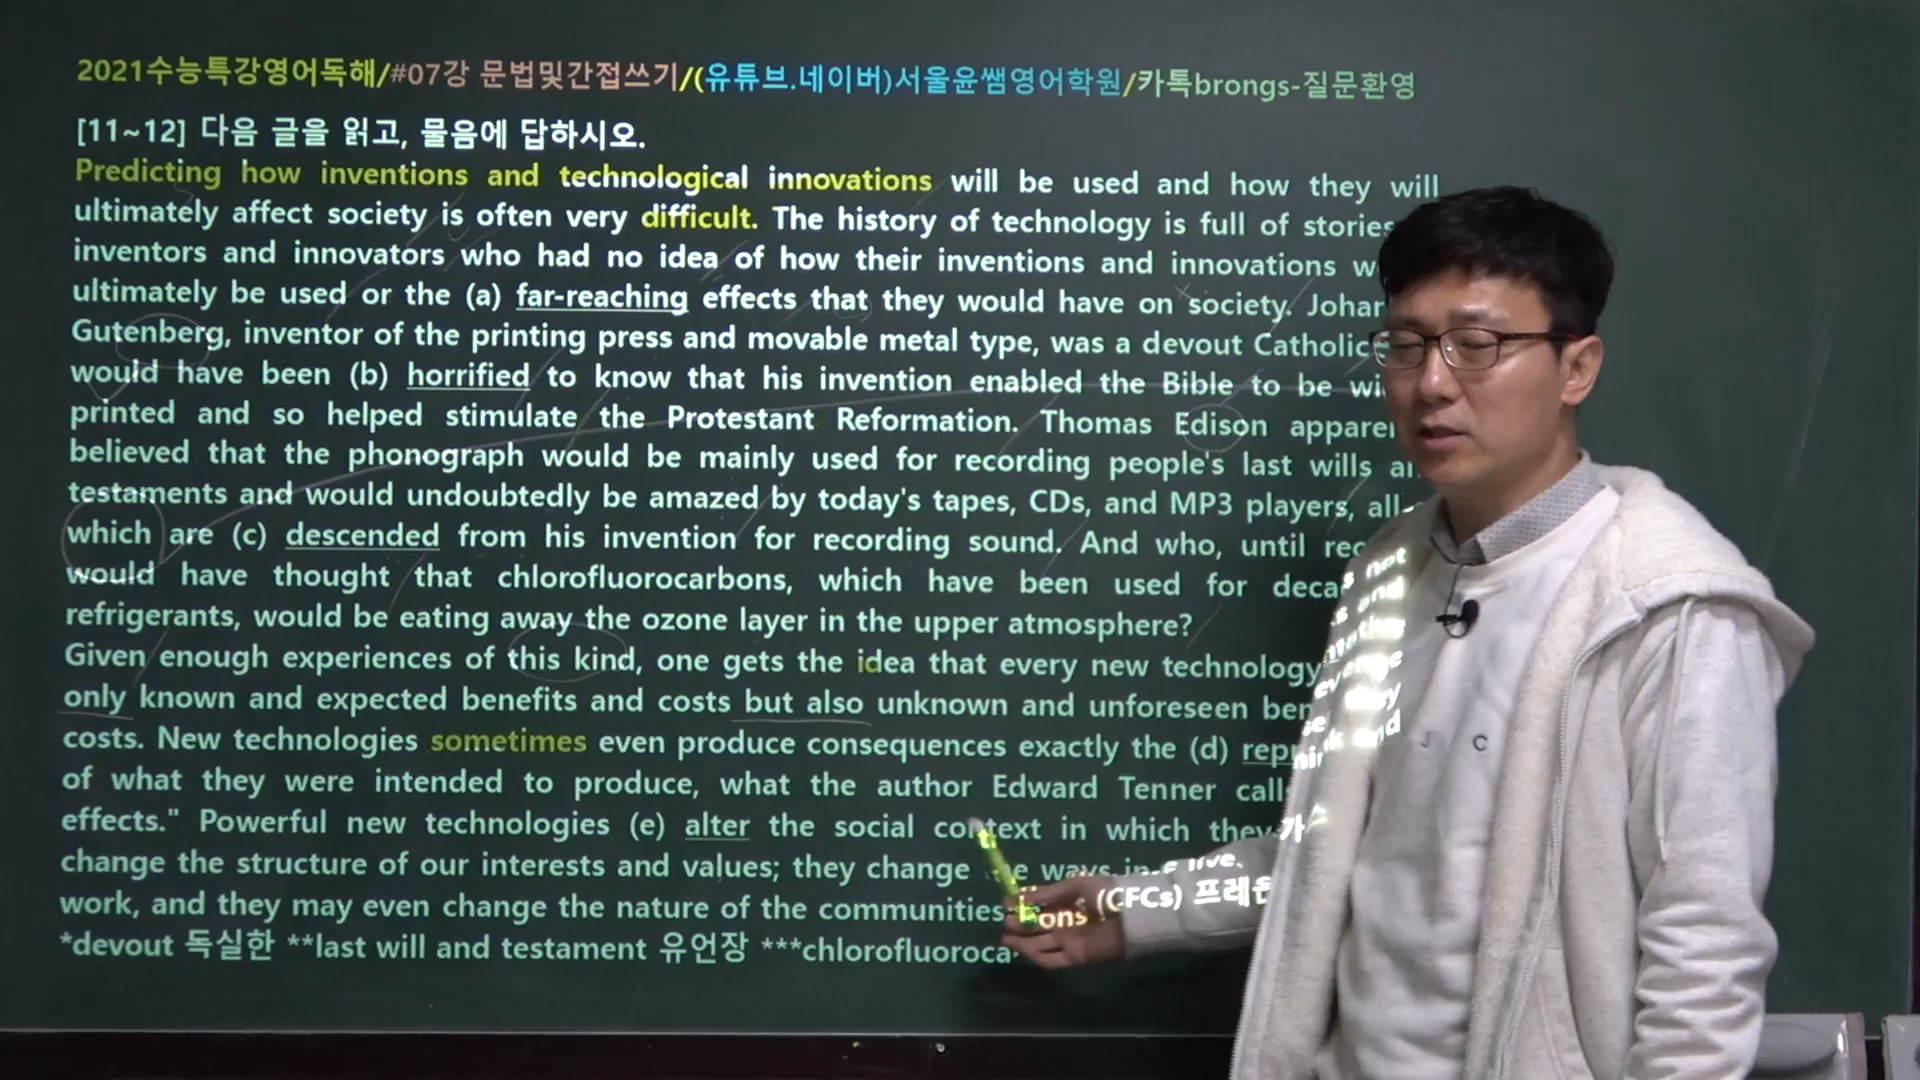 2021수능특강영어독해/#07강 문법및간접쓰기/(유튜브.네이버)서울윤쌤영어학원/카톡brongs-질문환영
[11~12] 다음 글을 읽고, 물음에 답하시오.
Predicting how inventions and technological innovations will be used and how they will
ultimately affect society is often very difficult. The history of technology is full of stories
inventors and innovators who had no idea of how their inventions and innovations
ultimately be used or the (a) far-reaching effects that they would have on society.
Gutenberg, inventor of the printing press and movable metal type, was a devout Catholic
would have been (b) horrified to know that his invention enabled the Bible to be
printed and so helped stimulate the Protestant Reformation. Thomas Edison
believed that the phonograph would be mainly used for recording people's last wills
testaments and would undoubtedly be amazed by today's tapes, CDs, and MP3 players, all
which are (c) descended from his invention for recording sound. And who, until
would have thought that chlorofluorocarbons, which have been used for
refrigerants, would be eating away the ozone layer in the upper atmosphere?
Given enough experiences of this kind, one gets the idea that every new technology
only known and expected benefits and costs but also unknown and unforeseen
costs. New technologies sometimes even produce consequences exactly the (d)
of what they were intended to produce, what the author Edward Tenner
effects." Powerful new technologies (e) alter the social context in which they
change the structure of our interests and values; they change ways in live,
work, and they may even change the nature of the communities
*devout 독실한 **last will and testament 유언장 (CFCs)
J C